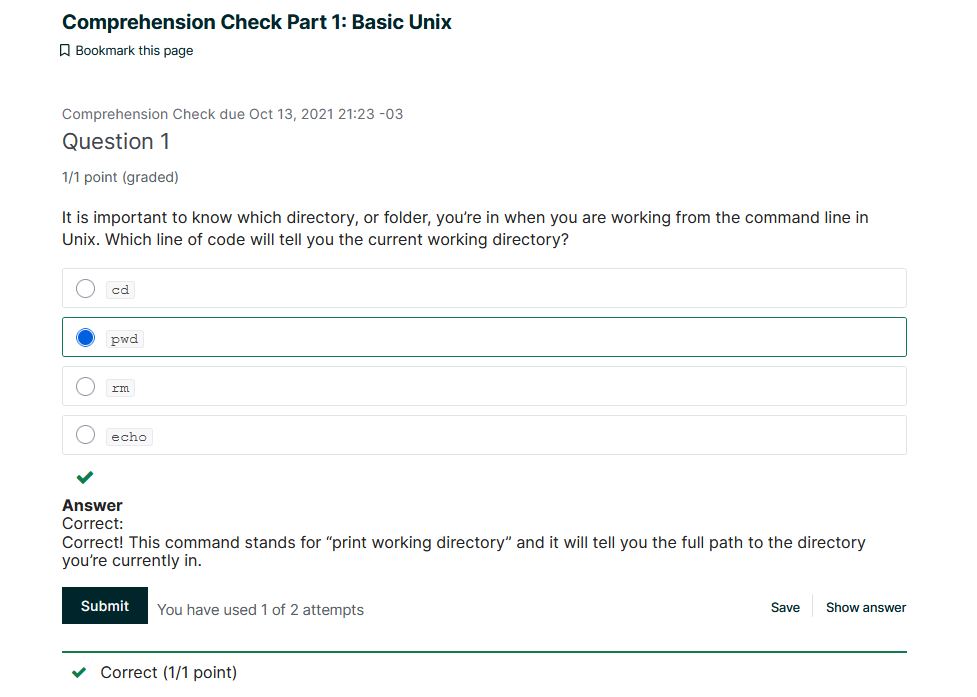 Comprehension Check Part 1: Basic Unix
Bookmark this page
Comprehension Check due Oct 13, 2021 21:23 -03
Question 1
1/1 point (graded)
It is important to know which directory, or folder, you’re in when you are working from the command line in
Unix. Which line of code will tell you the current working directory?
cd
pwd
rm
echo
Answer
Correct:
Correct! This command stands for “print working directory” and it will tell you the full path to the directory
you’re currently in.
Submit You have used 1 of 2 attempts Save Show answer
Correct (1/1 point)